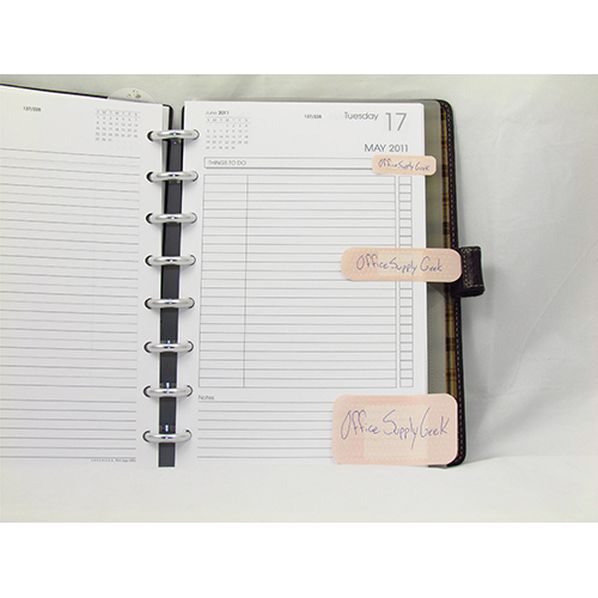 137/228
S M T W T F S
June 2011
S M T W T F S
137/228
Tuesday 17
MAY 2011
THINGS TO DO
Office Supply Geek
Office Supply Geek
Office Supply Geek
Notes